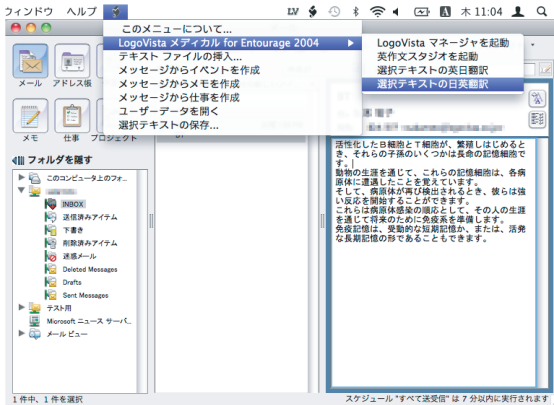 ィンドウ ヘルプ
木 11:04
このメニューについて...
LogoVista メディカル for Entourage 2004
テキスト ファイルの挿入...
メッセージからイベントを作成
メッセージからメモを作成
メッセージから仕事を作成
ユーザーデータを開く
選択テキストの保存...
LogoVista マネージャを起動
英作文スタジオを起動
選択テキストの英日翻訳
選択テキストの日英翻訳
メール アドレス帳
メモ 仕事 プロジェクト
フォルダを隠す
このコンピュータ上のフォ...
INBOX
送信済みアイテム
下書き
削除済みアイテム
迷惑メール
Deleted Messages
Drafts
Sent Messages
テスト用
Microsoft ニュース サーバ...
メール ビュー
活性化したB細胞とT細胞が、繁殖しはじめると
き、それらの子孫のいくつかは長命の記憶細胞で
す。
動物の生涯を通じて、これらの記憶細胞は、各病
原体に遭遇したことを覚えています。
そして、病原体が再び検出されるとき、彼らは強
い反応を開始することができます。
これらは病原体感染の順応として、その人の生涯
を通じて将来のために免疫系を準備します。
免疫記憶は、受動的な短期記憶か、または、活発
な長期記憶の形であることもできます。
1 件中、1 件を選択
スケジュール "すべて送受信" は 7 分以内に実行されます